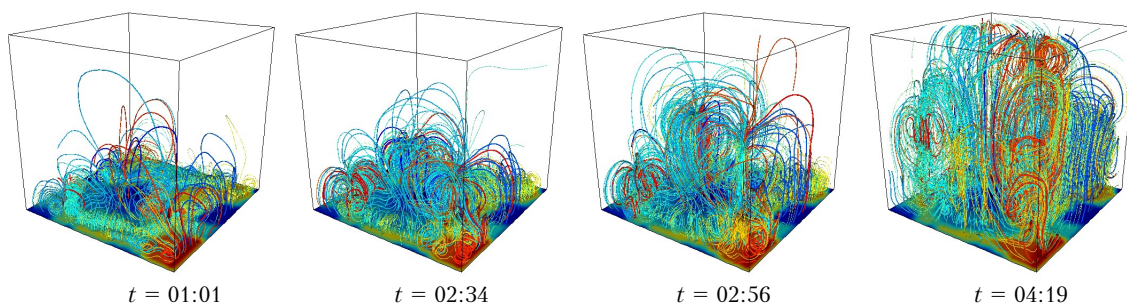 t = 01:01
t = 02:34
t = 02:56
t = 04:19